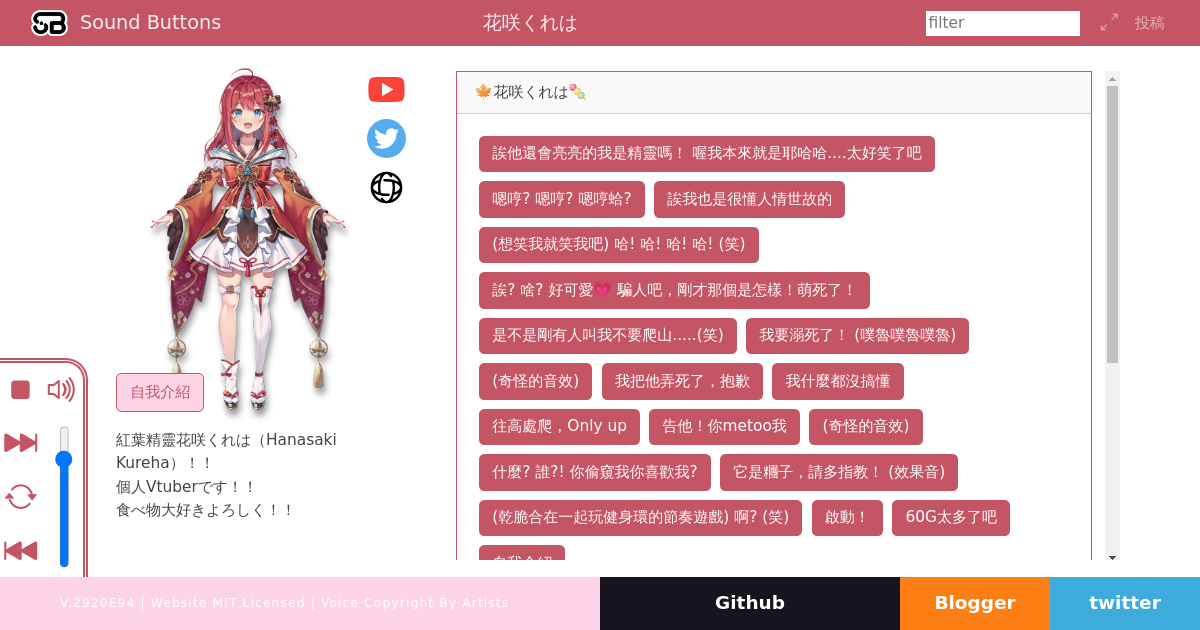 Sound Buttons
花咲くれは
filter
投稿
🍁花咲くれは🍡
誒他還會亮亮的我是精靈嗎！ 喔我本來就是耶哈哈....太好笑了吧
嗯哼? 嗯哼? 嗯哼蛤?
誒我也是很懂人情世故的
(想笑我就笑我吧) 哈! 哈! 哈! 哈! (笑)
誒? 啥? 好可愛💗 騙人吧，剛才那個是怎樣！萌死了！
是不是剛有人叫我不要爬山.....(笑)
我要溺死了！ (噗魯噗魯噗魯)
(奇怪的音效)
我把他弄死了，抱歉
我什麼都沒搞懂
往高處爬，Only up
告他！你metoo我
(奇怪的音效)
什麼? 誰?! 你偷窺我你喜歡我?
它是糰子，請多指教！ (效果音)
(乾脆合在一起玩健身環的節奏遊戲) 啊? (笑)
啟動！
60G太多了吧
自我介紹
自我介紹
紅葉精靈花咲くれは（Hanasaki
Kureha）！！
個人Vtuberです！！
食べ物大好きよろしく！！
V.2920E94 | Website MIT Licensed | Voice Copyright By Artists
Github
Blogger
twitter